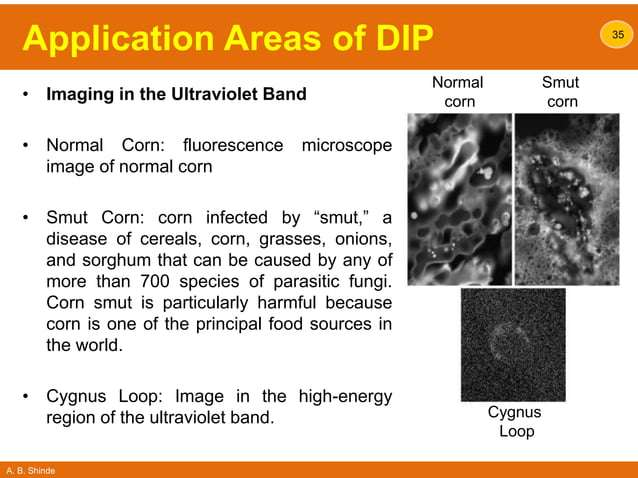 Application Areas of DIP
35
• Imaging in the Ultraviolet Band
• Normal Corn: fluorescence microscope
image of normal corn
• Smut Corn: corn infected by “smut,” a
disease of cereals, corn, grasses, onions,
and sorghum that can be caused by any of
more than 700 species of parasitic fungi.
Corn smut is particularly harmful because
corn is one of the principal food sources in
the world.
• Cygnus Loop: Image in the high-energy
region of the ultraviolet band.
Normal
corn
Smut
corn
Cygnus
Loop
A. B. Shinde